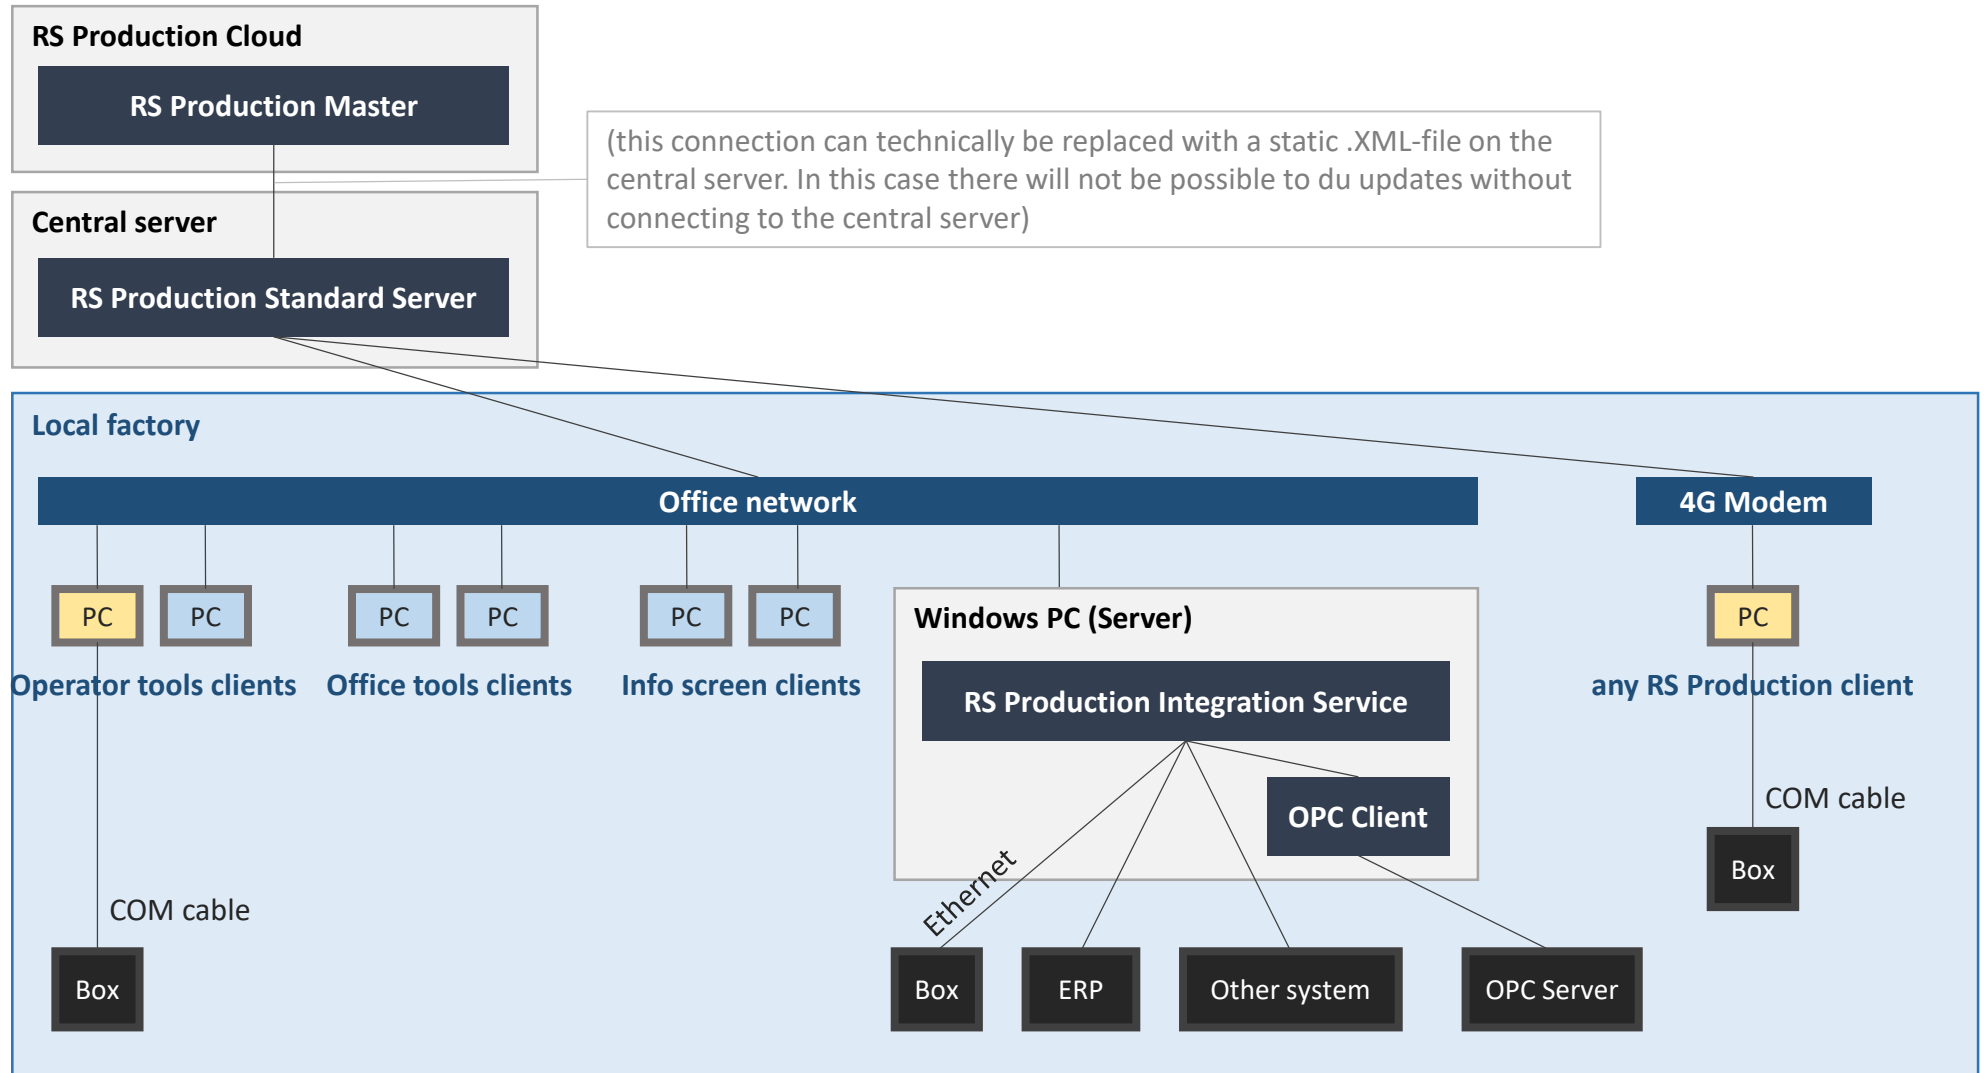 RS Production Cloud
RS Production Master
(this connection can technically be replaced with a static .XML-file on the
central server. In this case there will not be possible to du updates without
connecting to the central server)
Central server
RS Production Standard Server
Local factory
Office network
4G Modem
PC
PC
PC
PC
PC
PC
PC
Operator tools clients
Office tools clients
Info screen clients
any RS Production client
Windows PC (Server)
RS Production Integration Service
OPC Client
COM cable
Box
Ethernet
COM cable
Box
Box
ERP
Other system
OPC Server